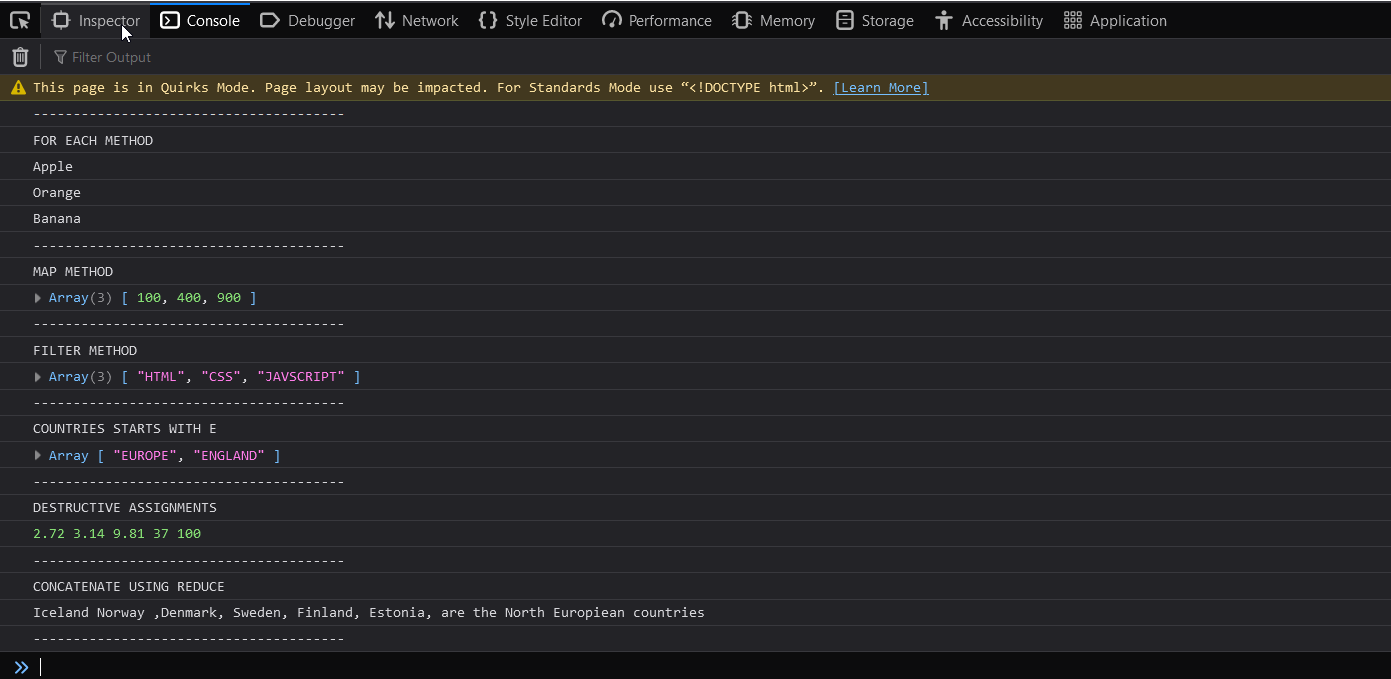 Inspector Console Debugger Network Style Editor Performance Memory Storage Accessibility Application
Filter Output
This page is in Quirks Mode. Page layout may be impacted. For Standards Mode use “<!DOCTYPE html>”. [Learn More]
---------------------------------------
FOR EACH METHOD
Apple
Orange
Banana
---------------------------------------
MAP METHOD
Array(3) [ 100, 400, 900 ]
---------------------------------------
FILTER METHOD
Array(3) [ "HTML", "CSS", "JAVSCRIPT" ]
---------------------------------------
COUNTRIES STARTS WITH E
Array [ "EUROPE", "ENGLAND" ]
---------------------------------------
DESTRUCTIVE ASSIGNMENTS
2.72 3.14 9.81 37 100
---------------------------------------
CONCATENATE USING REDUCE
Iceland Norway ,Denmark, Sweden, Finland, Estonia, are the North Europiean countries
---------------------------------------